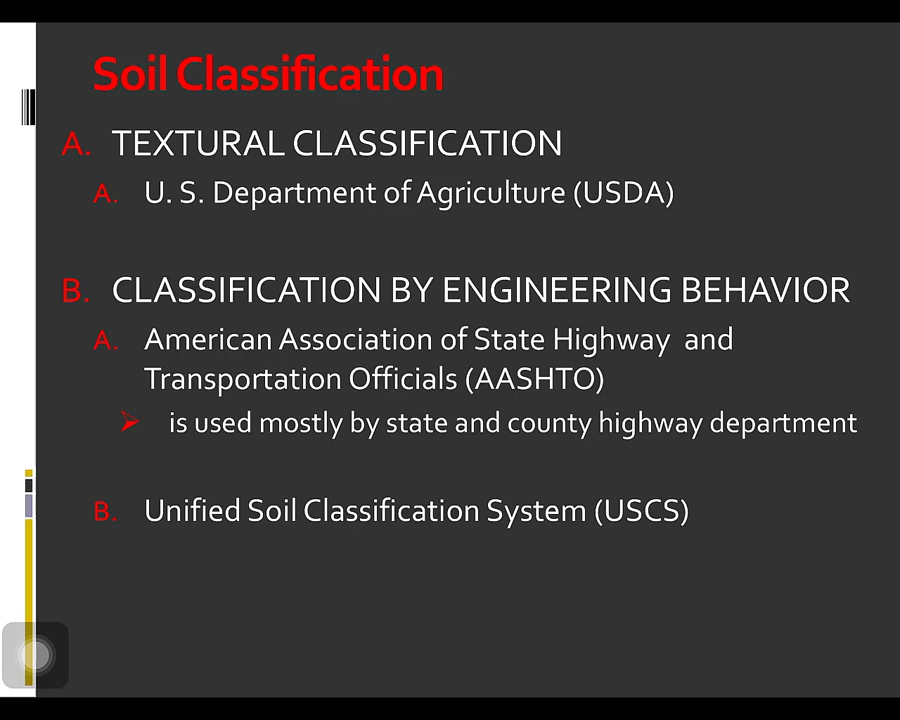 Soil Classification
A. TEXTURAL CLASSIFICATION
A. U. S. Department of Agriculture (USDA)
B. CLASSIFICATION BY ENGINEERING BEHAVIOR
A. American Association of State Highway and
Transportation Officials (AASHTO)
is used mostly by state and county highway department
B. Unified Soil Classification System (USCS)